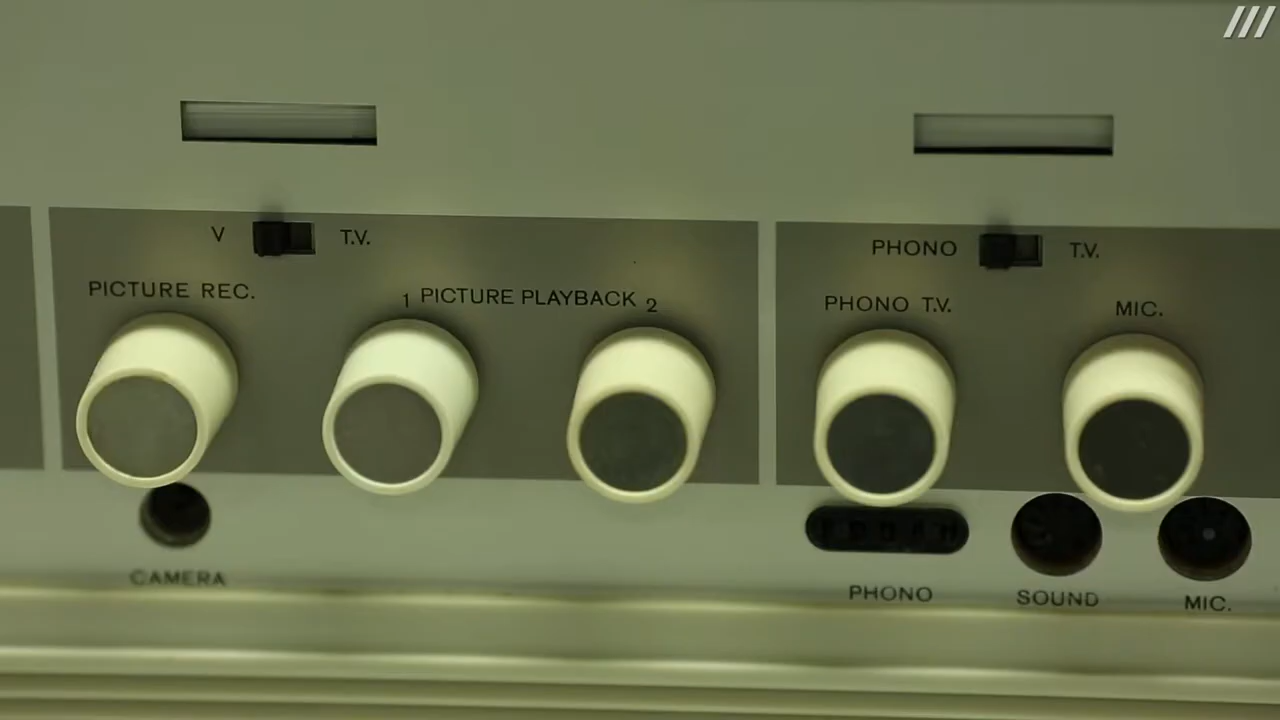 V T.V.
PICTURE REC.
1 PICTURE PLAYBACK 2
CAMERA
PHONO T.V.
PHONO T.V.
MIC.
PHONO
SOUND
MIC.